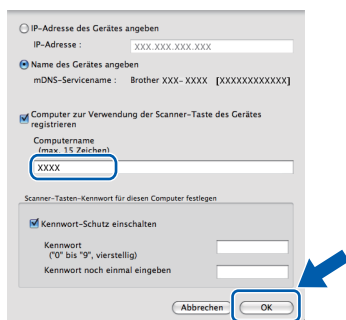 IP-Adresse des Gerätes angeben
IP-Adresse : XXX.XXX.XXX.XXX
Name des Gerätes angeben
mDNS-Servicename : Brother XXX-XXXX [XXXXXXXXXXXX]
Computer zur Verwendung der Scanner-Taste des Gerätes
registrieren
Computername
(max. 15 Zeichen)
XXXX
Scanner-Tasten-Kennwort für diesen Computer festlegen
Kennwort-Schutz einschalten
Kennwort
("0" bis "9", vierstellig)
Kennwort noch einmal eingeben
Abbrechen OK